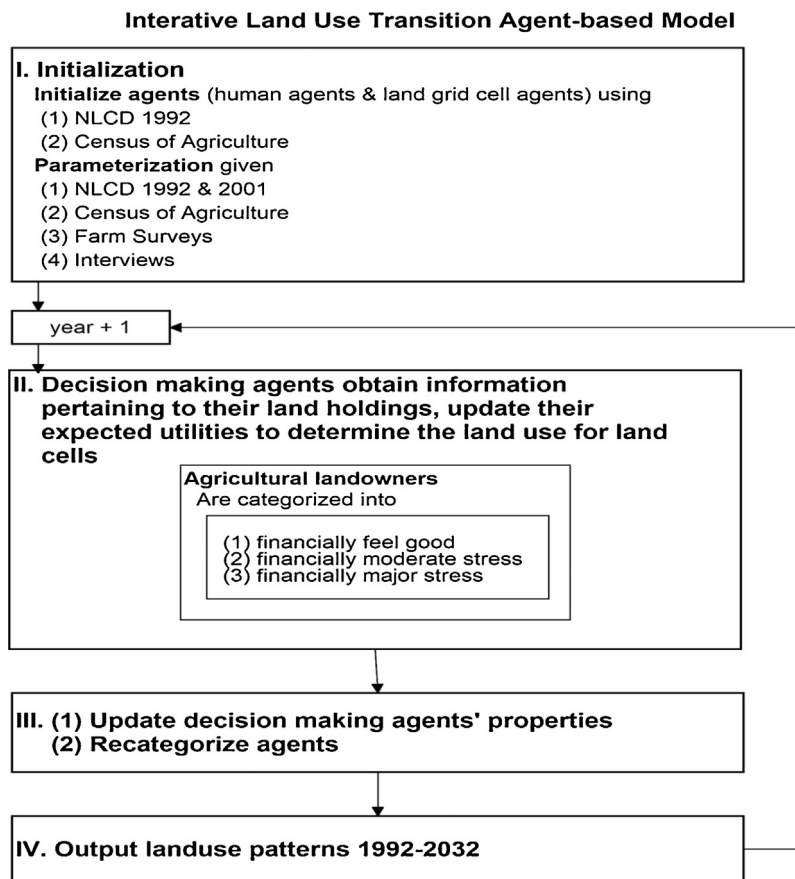 Interative Land Use Transition Agent-based Model
I. Initialization
Initialize agents (human agents & land grid cell agents) using
(1) NLCD 1992
(2) Census of Agriculture
Parameterization given
(1) NLCD 1992 & 2001
(2) Census of Agriculture
(3) Farm Surveys
(4) Interviews
year + 1
II. Decision making agents obtain information
pertaining to their land holdings, update their
expected utilities to determine the land use for land
cells
Agricultural landowners
Are categorized into
(1) financially feel good
(2) financially moderate stress
(3) financially major stress
III. (1) Update decision making agents' properties
(2) Recategorize agents
IV. Output landuse patterns 1992-2032